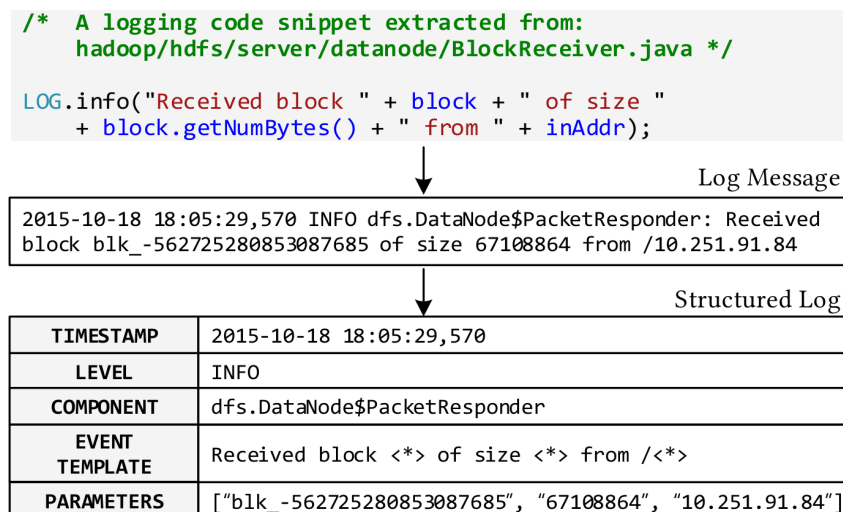 /*  A logging code snippet extracted from:
    hadoop/hdfs/server/datanode/BlockReceiver.java */
LOG.info("Received block " + block + " of size "
    + block.getNumBytes() + " from " + inAddr);
Log Message
2015-10-18 18:05:29,570 INFO dfs.DataNode$PacketResponder: Received
block blk_-562725280853087685 of size 67108864 from /10.251.91.84
Structured Log
TIMESTAMP 2015-10-18 18:05:29,570
LEVEL INFO
COMPONENT dfs.DataNode$PacketResponder
EVENT
TEMPLATE
Received block <*> of size <*> from /<*>
PARAMETERS ["blk_-562725280853087685", "67108864", "10.251.91.84"]